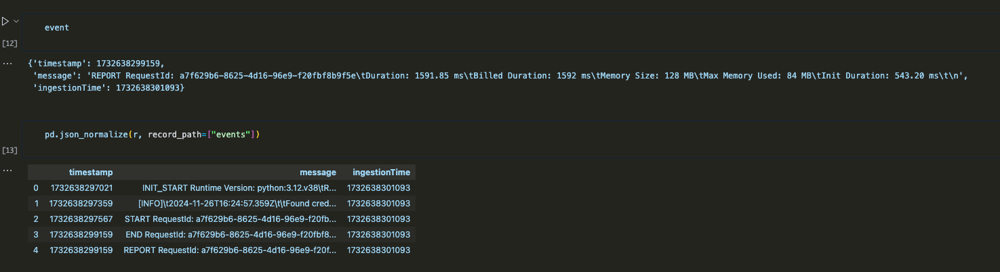 event
[12]
...
{'timestamp': 1732638299159,
'message': 'REPORT RequestId: a7f629b6-8625-4d16-96e9-f20fbf8b9f5e\tDuration: 1591.85 ms\tBilled Duration: 1592 ms\tMemory Size: 128 MB\tMax Memory Used: 84 MB\tInit Duration: 543.20 ms\t\n',
'ingestionTime': 1732638301093}
pd.json_normalize(r, record_path=["events"])
[13]
...
timestamp message ingestionTime
0 1732638297021 INIT_START Runtime Version: python:3.12.v38\tR... 1732638301093
1 1732638297359 [INFO]\t2024-11-26T16:24:57.359Z\t\tFound cred... 1732638301093
2 1732638297567 START RequestId: a7f629b6-8625-4d16-96e9-f20fb... 1732638301093
3 1732638299159 END RequestId: a7f629b6-8625-4d16-96e9-f20fbf8... 1732638301093
4 1732638299159 REPORT RequestId: a7f629b6-8625-4d16-96e9-f20f... 1732638301093